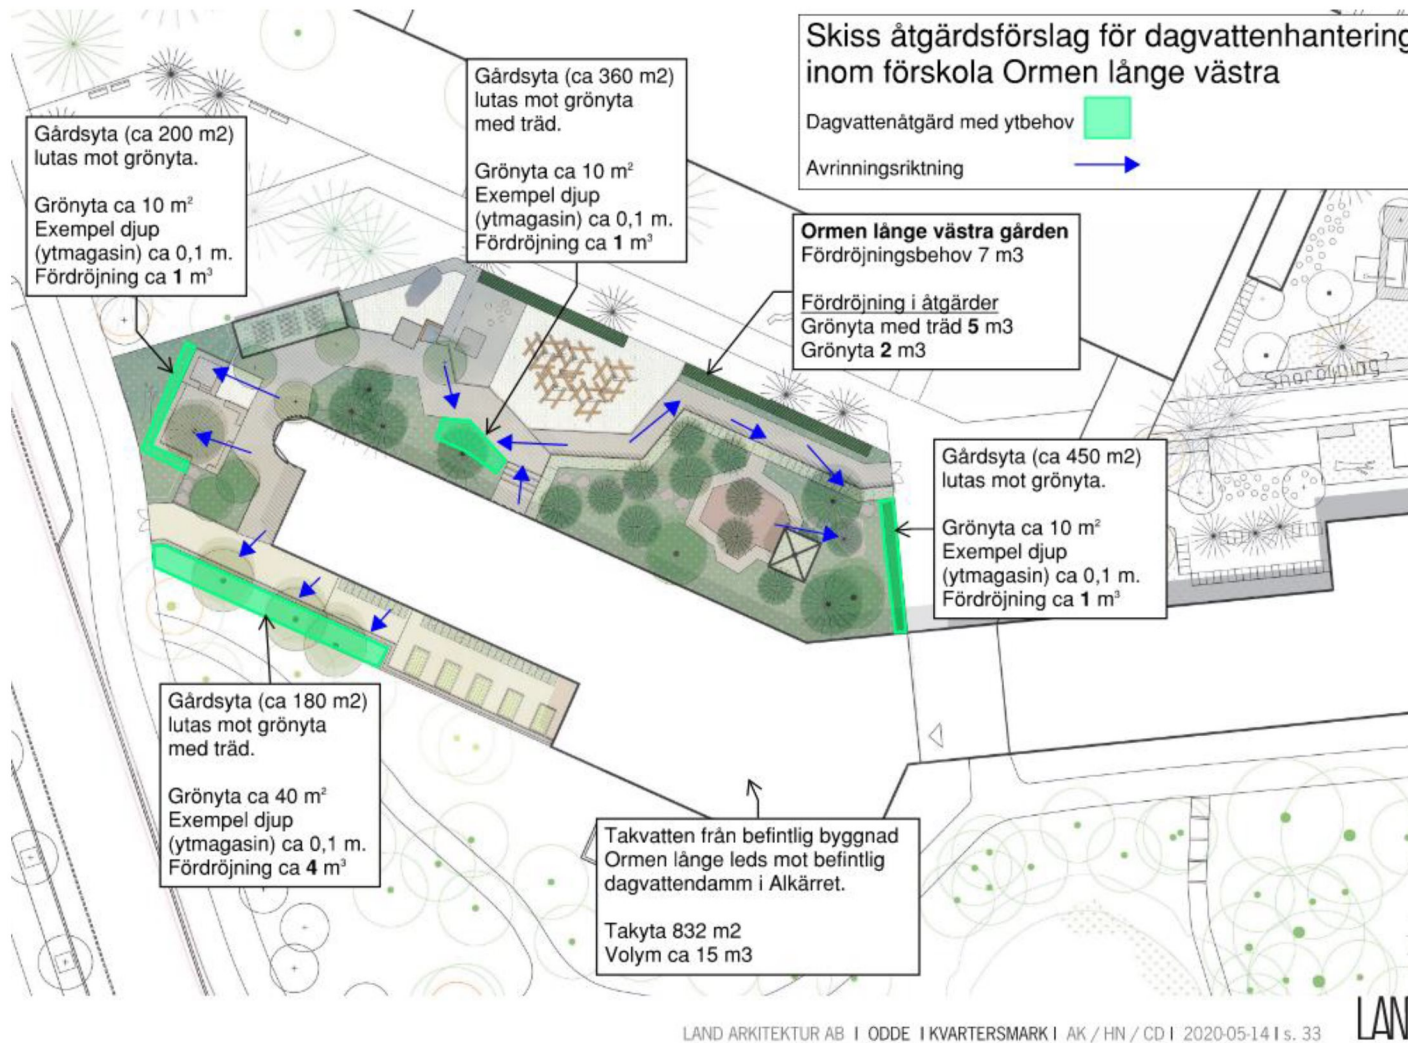 Skiss åtgärdsförslag för dagvattenhantering
inom förskola Ormen långe västra
Dagvattenåtgärd med ytbehov
Avrinningsriktning
Gårdsyta (ca 360 m2)
lutas mot grönyta
med träd.
Grönyta ca 10 m²
Exempel djup
(ytmagasin) ca 0,1 m.
Fördröjning ca 1 m³
Gårdsyta (ca 200 m2)
lutas mot grönyta.
Grönyta ca 10 m²
Exempel djup
(ytmagasin) ca 0,1 m.
Fördröjning ca 1 m³
Ormen långe västra gården
Fördröjningsbehov 7 m3
Fördröjning i åtgärder
Grönyta med träd 5 m3
Grönyta 2 m3
Snöröjning?
Gårdsyta (ca 450 m2)
lutas mot grönyta.
Grönyta ca 10 m²
Exempel djup
(ytmagasin) ca 0,1 m.
Fördröjning ca 1 m³
Gårdsyta (ca 180 m2)
lutas mot grönyta
med träd.
Grönyta ca 40 m²
Exempel djup
(ytmagasin) ca 0,1 m.
Fördröjning ca 4 m³
Takvatten från befintlig byggnad
Ormen långe leds mot befintlig
dagvattendamm i Alkärret.
Takyta 832 m2
Volym ca 15 m3
LAND ARKITEKTUR AB I ODDE I KVARTERSMARK I AK / HN / CD I 2020-05-14 I s. 33
LAN